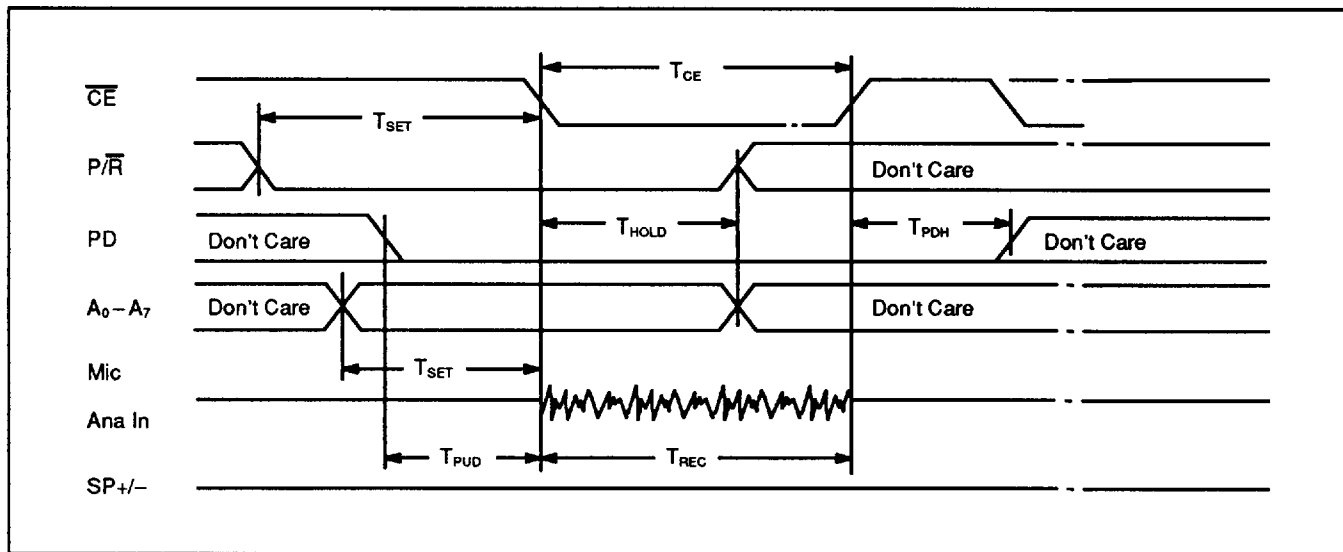 T_CE
C̅E̅
T_SET
P/R̅
Don't Care
T_HOLD
T_PDH
PD
Don't Care
Don't Care
A₀–A₇
Don't Care
Don't Care
Mic
T_SET
Ana In
T_PUD
T_REC
SP+/–